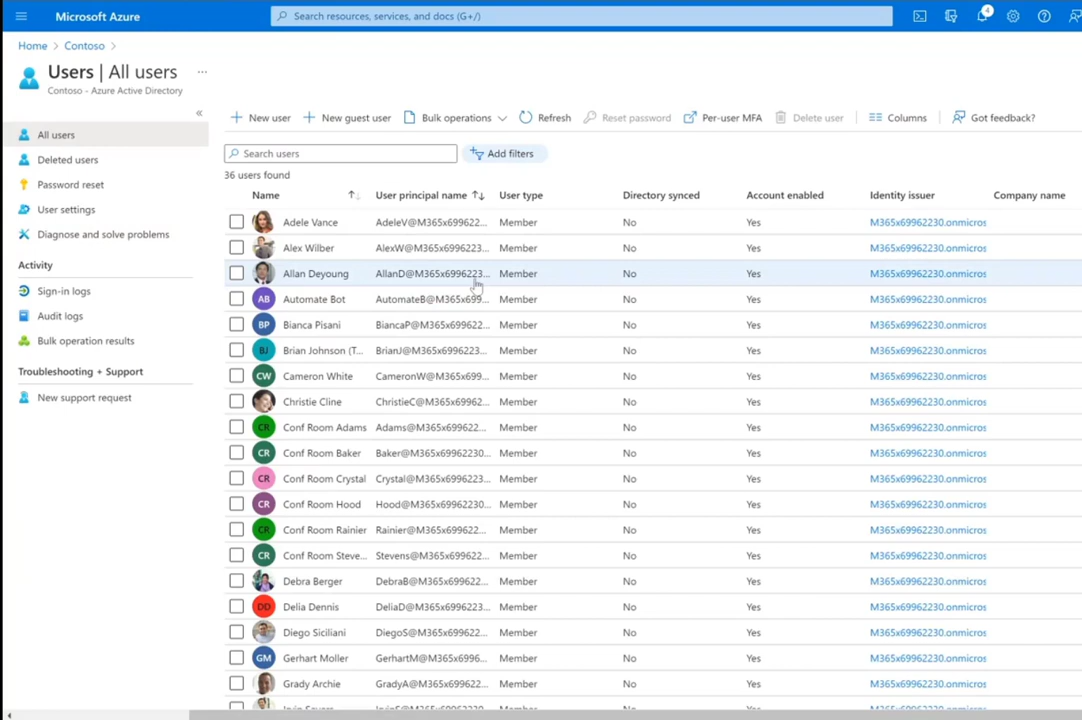 Microsoft Azure
Search resources, services, and docs (G+/)
4
Home > Contoso >
Users | All users ...
Contoso - Azure Active Directory
«
All users
Deleted users
Password reset
User settings
Diagnose and solve problems
Activity
Sign-in logs
Audit logs
Bulk operation results
Troubleshooting + Support
New support request
New user New guest user Bulk operations Refresh Reset password Per-user MFA Delete user Columns Got feedback?
Search users Add filters
36 users found
Name User principal name User type Directory synced Account enabled Identity issuer Company name
Adele Vance AdeleV@M365x699622... Member No Yes M365x69962230.onmicros
Alex Wilber AlexW@M365x6996223... Member No Yes M365x69962230.onmicros
Allan Deyoung AllanD@M365x6996223... Member No Yes M365x69962230.onmicros
AB Automate Bot AutomateB@M365x699... Member No Yes M365x69962230.onmicros
BP Bianca Pisani BiancaP@M365x699622... Member No Yes M365x69962230.onmicros
BJ Brian Johnson (T... BrianJ@M365x6996223... Member No Yes M365x69962230.onmicros
CW Cameron White CameronW@M365x699... Member No Yes M365x69962230.onmicros
Christie Cline ChristieC@M365x69962... Member No Yes M365x69962230.onmicros
CR Conf Room Adams Adams@M365x699622... Member No Yes M365x69962230.onmicros
CR Conf Room Baker Baker@M365x69962230... Member No Yes M365x69962230.onmicros
CR Conf Room Crystal Crystal@M365x699622... Member No Yes M365x69962230.onmicros
CR Conf Room Hood Hood@M365x69962230... Member No Yes M365x69962230.onmicros
CR Conf Room Rainier Rainier@M365x699622... Member No Yes M365x69962230.onmicros
CR Conf Room Steve... Stevens@M365x699622... Member No Yes M365x69962230.onmicros
Debra Berger DebraB@M365x699622... Member No Yes M365x69962230.onmicros
DD Delia Dennis DeliaD@M365x6996223... Member No Yes M365x69962230.onmicros
Diego Siciliani DiegoS@M365x699622... Member No Yes M365x69962230.onmicros
GM Gerhart Moller GerhartM@M365x6996... Member No Yes M365x69962230.onmicros
Grady Archie GradyA@M365x699622... Member No Yes M365x69962230.onmicros